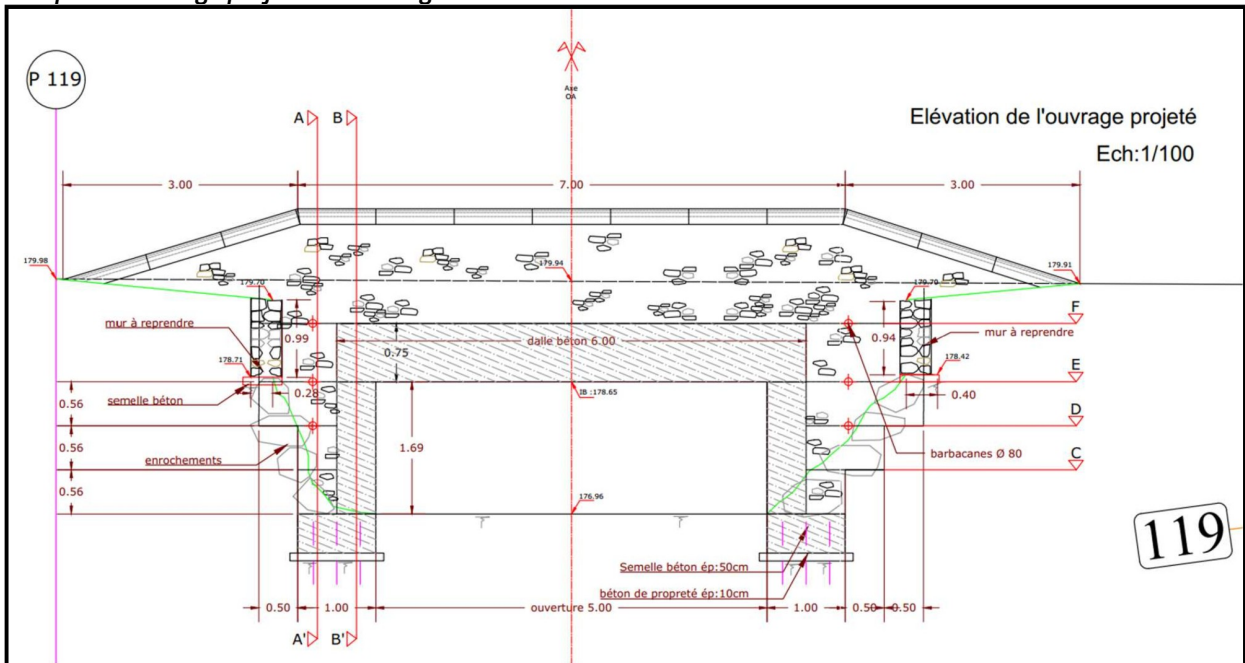 P 119
A
B
Axe
OA
Elévation de l'ouvrage projeté
Ech:1/100
3.00
7.00
3.00
179.98
179.94
179.91
179.70
179.70
F
mur à reprendre
mur à reprendre
0.99
0.75
dalle béton 6.00
0.94
178.71
178.42
E
0.56
0.28
IB :178.65
0.40
semelle béton
D
0.56
1.69
enrochements
barbacanes Ø 80
C
0.56
176.96
119
Semelle béton ép:50cm
béton de propreté ép:10cm
0.50
1.00
ouverture 5.00
1.00
0.50
0.50
A'
B'